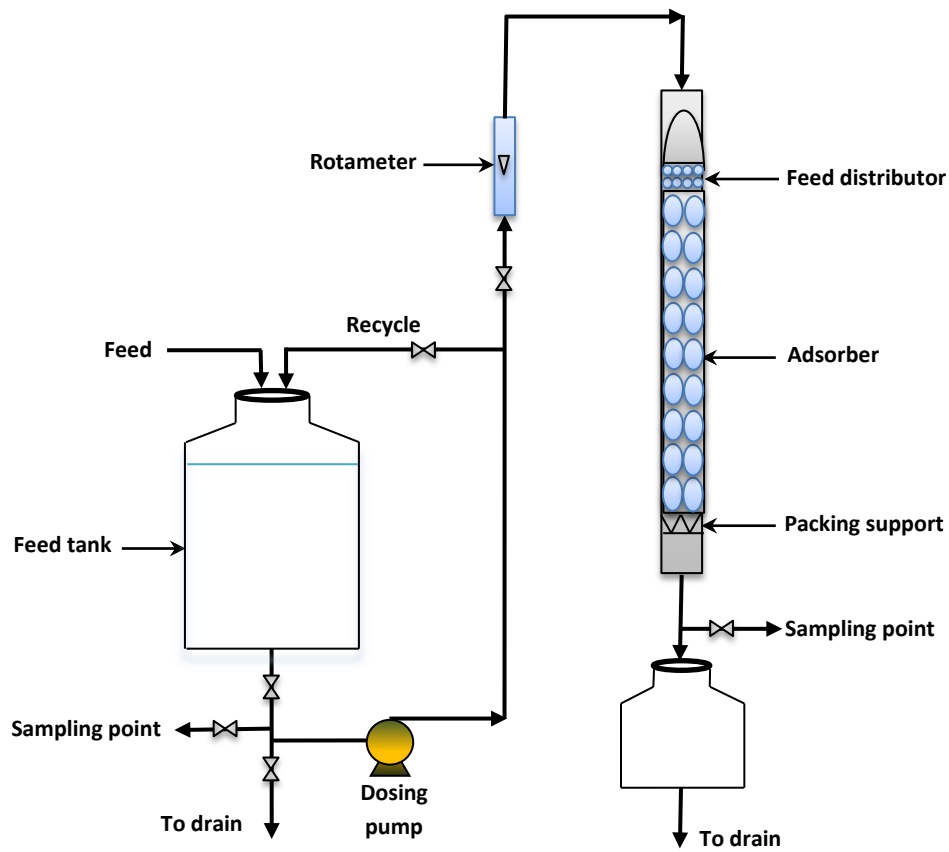 Rotameter
Feed distributor
Recycle
Feed
Adsorber
Feed tank
Packing support
Sampling point
Sampling point
Dosing
pump
To drain
To drain